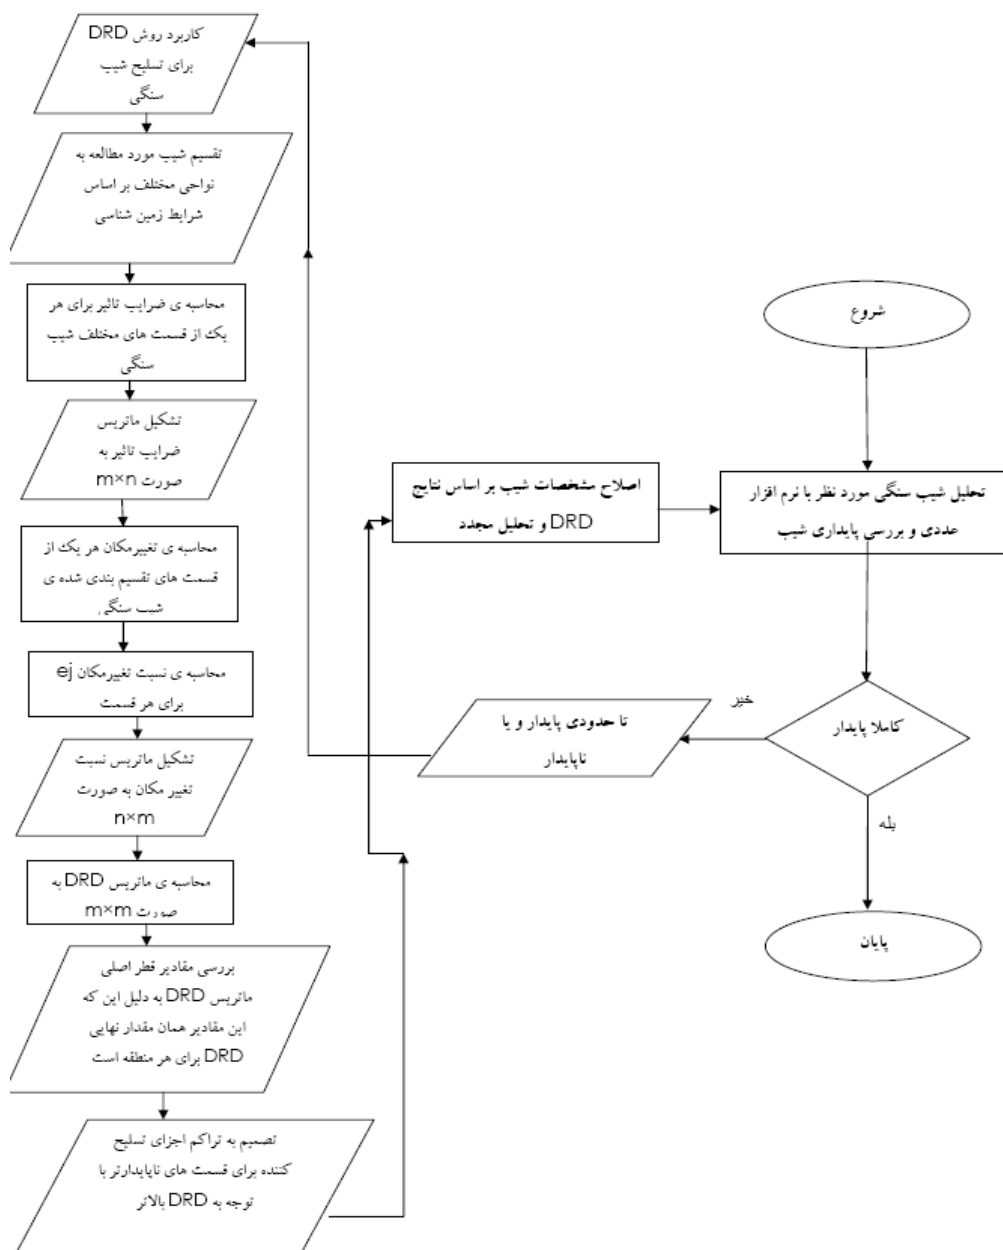 شروع
تحلیل شیب سنگی مورد نظر با نرم افزار
عددی و بررسی پایداری شیب
کاملا پایدار
بله
پایان
خیر
تا حدودی پایدار و یا
ناپایدار
کاربرد روش DRD
برای تسلیح شیب
سنگی
تقسیم شیب مورد مطالعه به
نواحی مختلف بر اساس
شرایط زمین شناسی
محاسبه ی ضرایب تاثیر برای هر
یک از قسمت های مختلف شیب
سنگی
تشکیل ماتریس
ضرایب تاثیر به
صورت m×n
محاسبه ی تغییرمکان هر یک از
قسمت های تقسیم بندی شده ی
شیب سنگی
محاسبه ی نسبت تغییرمکان ej
برای هر قسمت
تشکیل ماتریس نسبت
تغییر مکان به صورت
n×m
محاسبه ی ماتریس DRD به
صورت m×m
بررسی مقادیر قطر اصلی
ماتریس DRD به دلیل این که
این مقادیر همان مقدار نهایی
DRD برای هر منطقه است
تصمیم به تراکم اجزای تسلیح
کننده برای قسمت های ناپایدارتر با
توجه به DRD بالاتر
اصلاح مشخصات شیب بر اساس نتایج
DRD و تحلیل مجدد